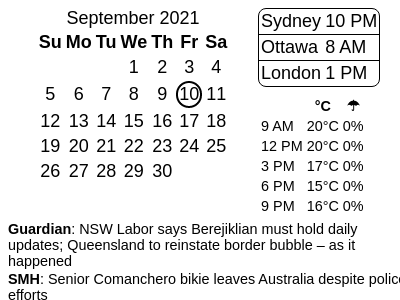 September 2021
Su Mo Tu We Th Fr Sa
1 2 3 4
5 6 7 8 9 10 11
12 13 14 15 16 17 18
19 20 21 22 23 24 25
26 27 28 29 30
Sydney 10 PM
Ottawa 8 AM
London 1 PM
°C ☂
9 AM 20°C 0%
12 PM 20°C 0%
3 PM 17°C 0%
6 PM 15°C 0%
9 PM 16°C 0%
Guardian: NSW Labor says Berejiklian must hold daily
updates; Queensland to reinstate border bubble – as it
happened
SMH: Senior Comanchero bikie leaves Australia despite police
efforts